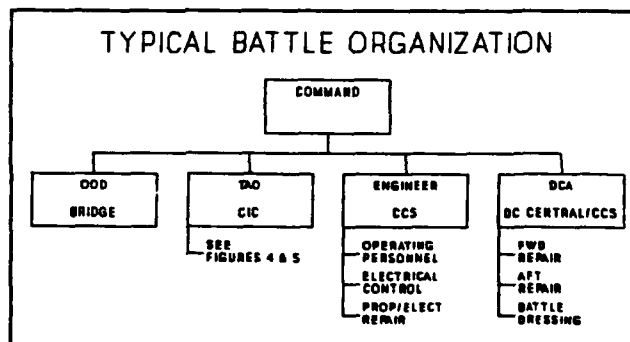 TYPICAL BATTLE ORGANIZATION
COMMAND
OOD
BRIDGE
TAO
CIC
ENGINEER
CCS
DCA
DC CENTRAL/CCS
SEE
FIGURES 4 & 5
OPERATING
PERSONNEL
ELECTRICAL
CONTROL
PROP/ELECT
REPAIR
FWD
REPAIR
AFT
REPAIR
BATTLE
DRESSING